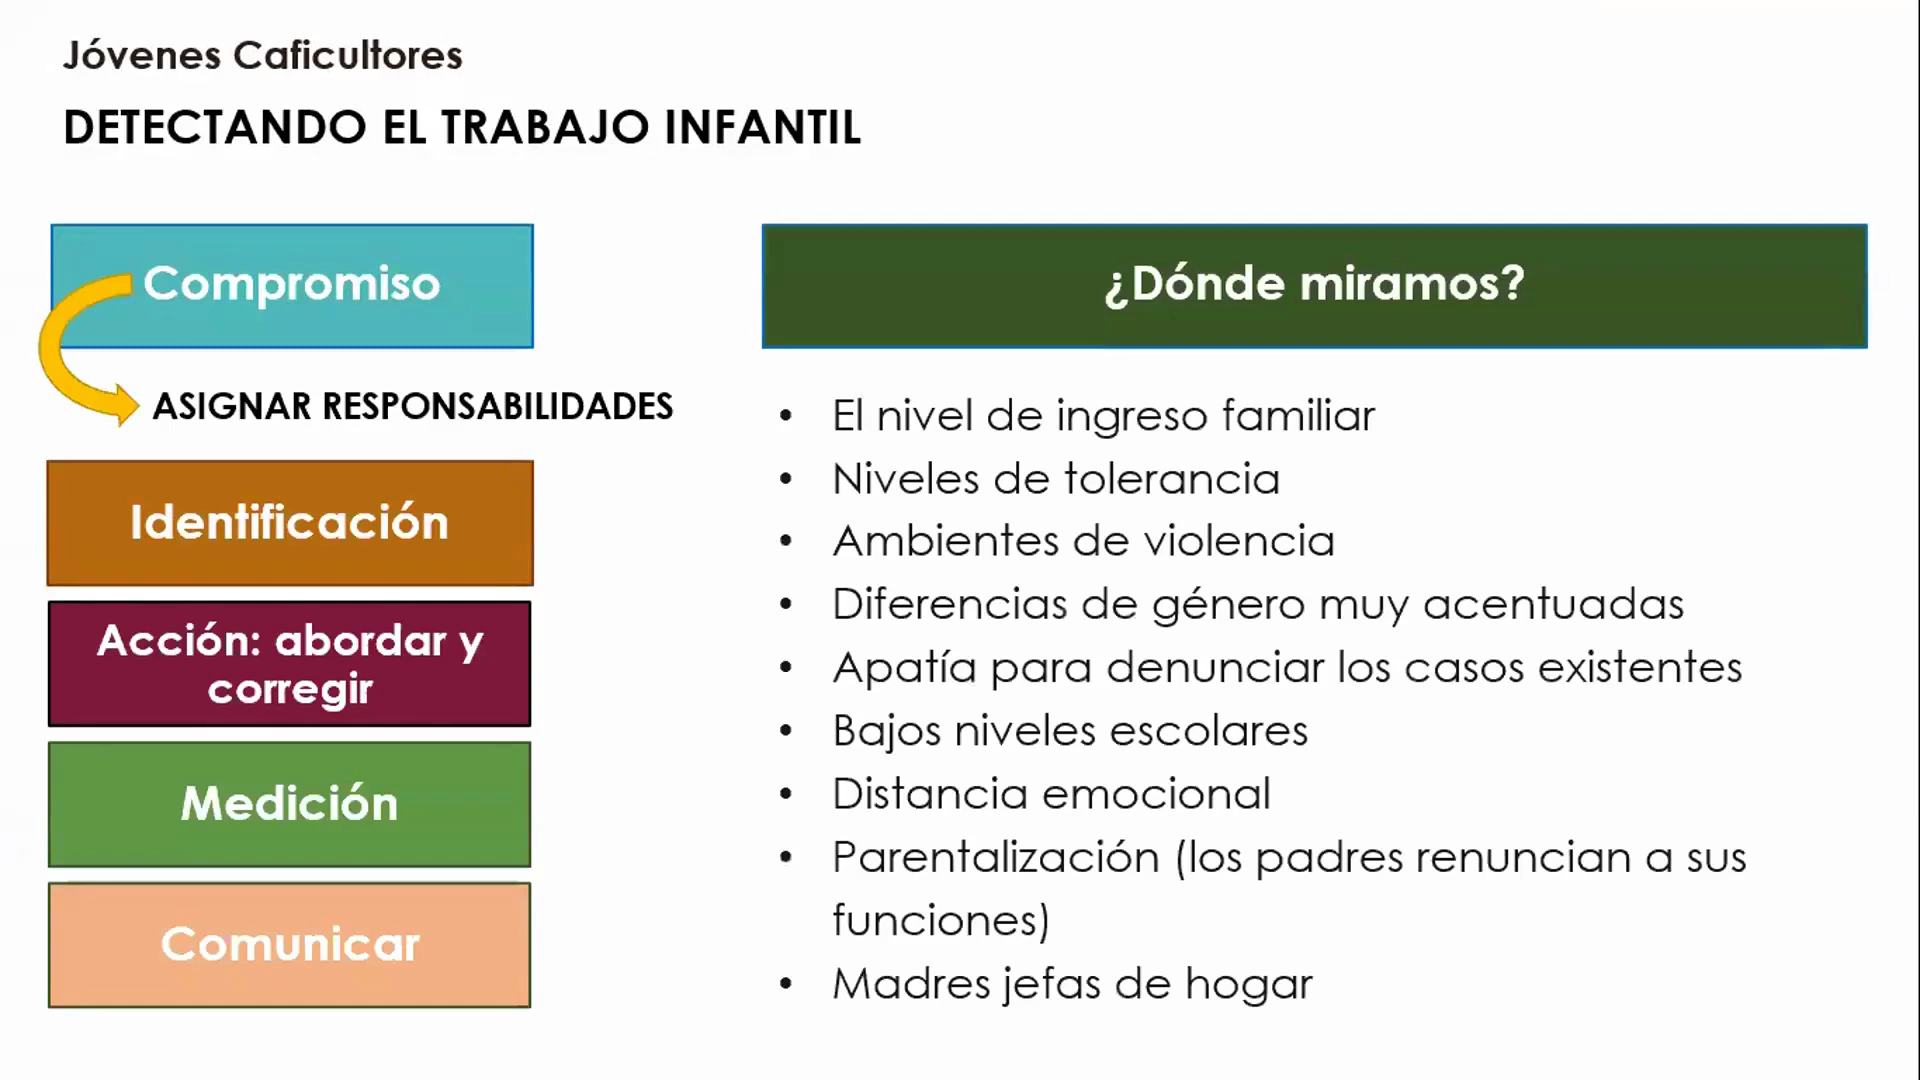 Jóvenes Caficultores
DETECTANDO EL TRABAJO INFANTIL
Compromiso
ASIGNAR RESPONSABILIDADES
Identificación
Acción: abordar y
corregir
Medición
Comunicar
¿Dónde miramos?
• El nivel de ingreso familiar
• Niveles de tolerancia
• Ambientes de violencia
• Diferencias de género muy acentuadas
• Apatía para denunciar los casos existentes
• Bajos niveles escolares
• Distancia emocional
• Parentalización (los padres renuncian a sus
funciones)
• Madres jefas de hogar